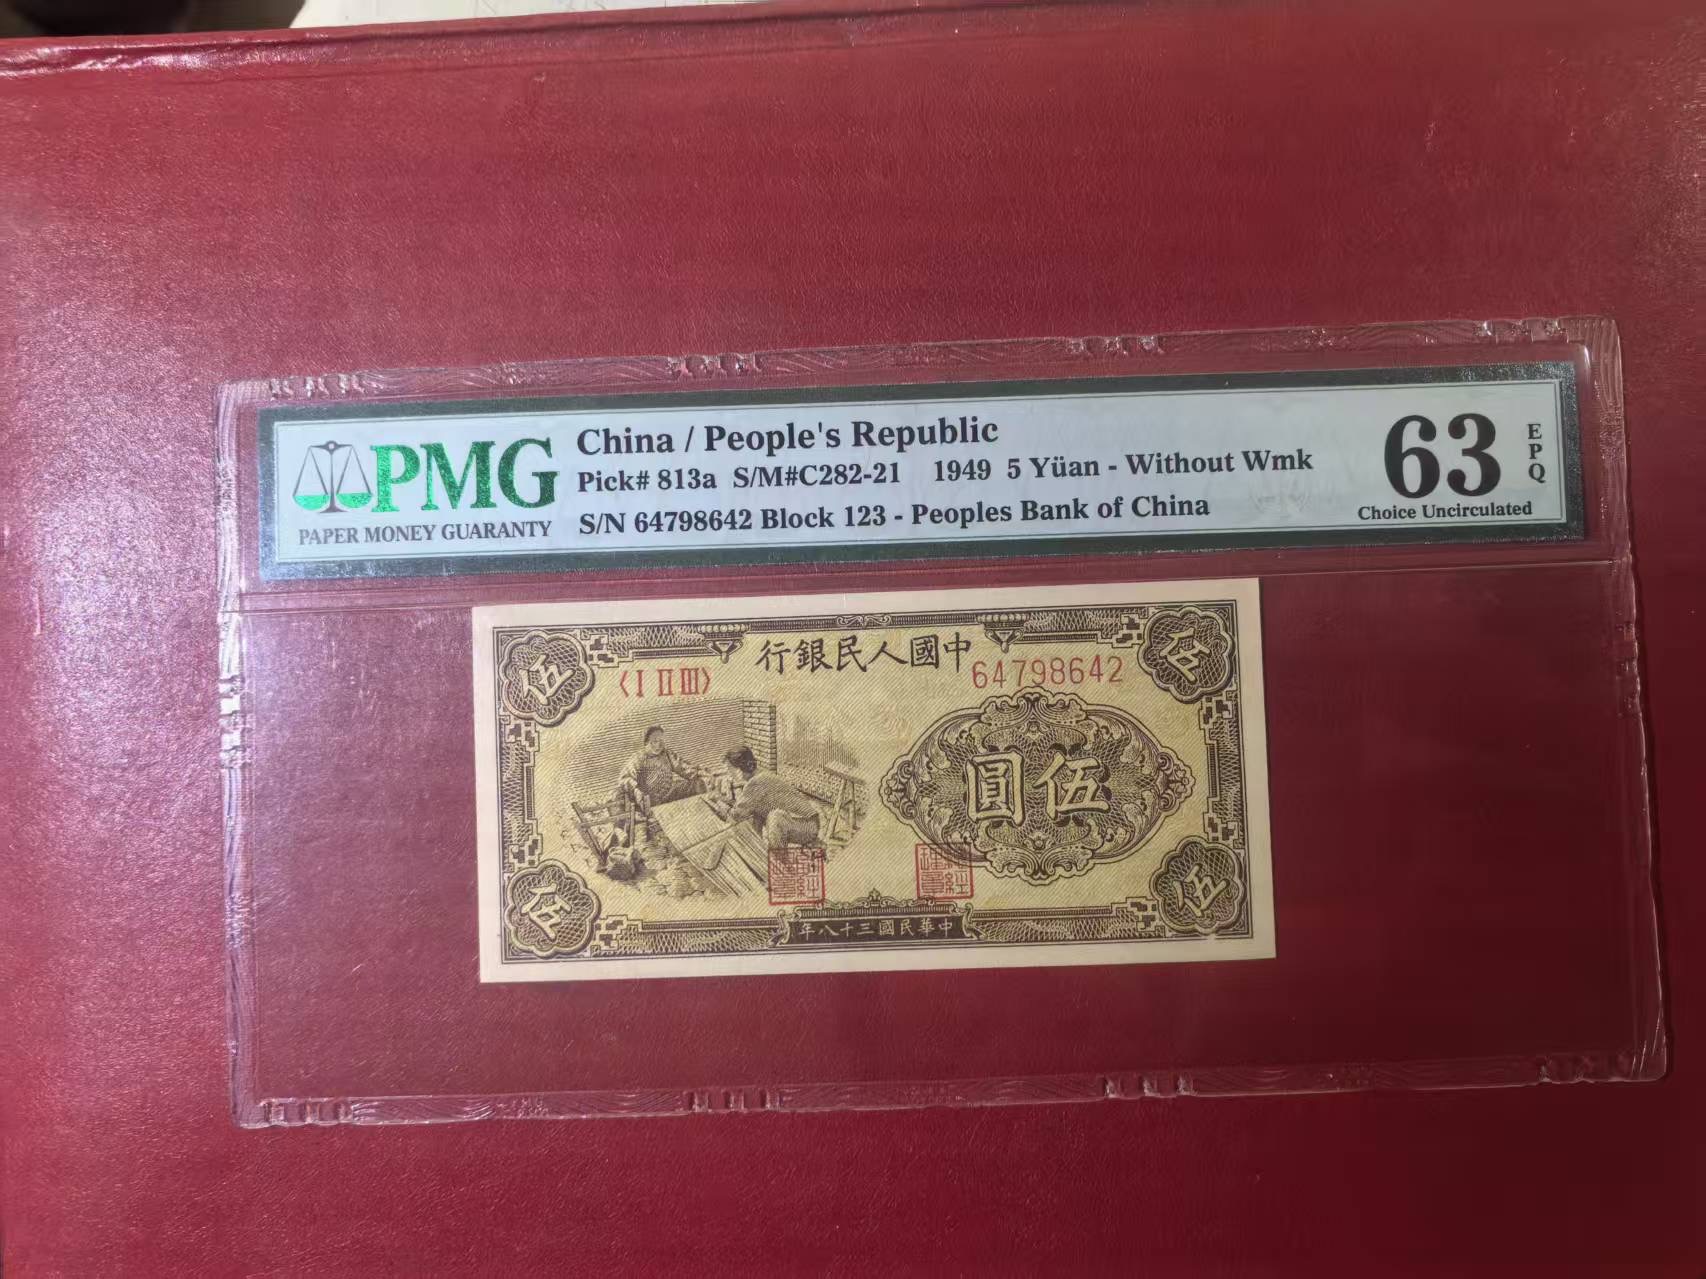 PMG
PAPER MONEY GUARANTY
China / People's Republic
Pick# 813a S/M#C282-21 1949 5 Yüan - Without Wmk
S/N 64798642 Block 123 - Peoples Bank of China
63
EPQ
Choice Uncirculated
行銀民人國中
〈I II III〉
64798642
伍
伍
圓伍
伍
伍
年八十三國民華中